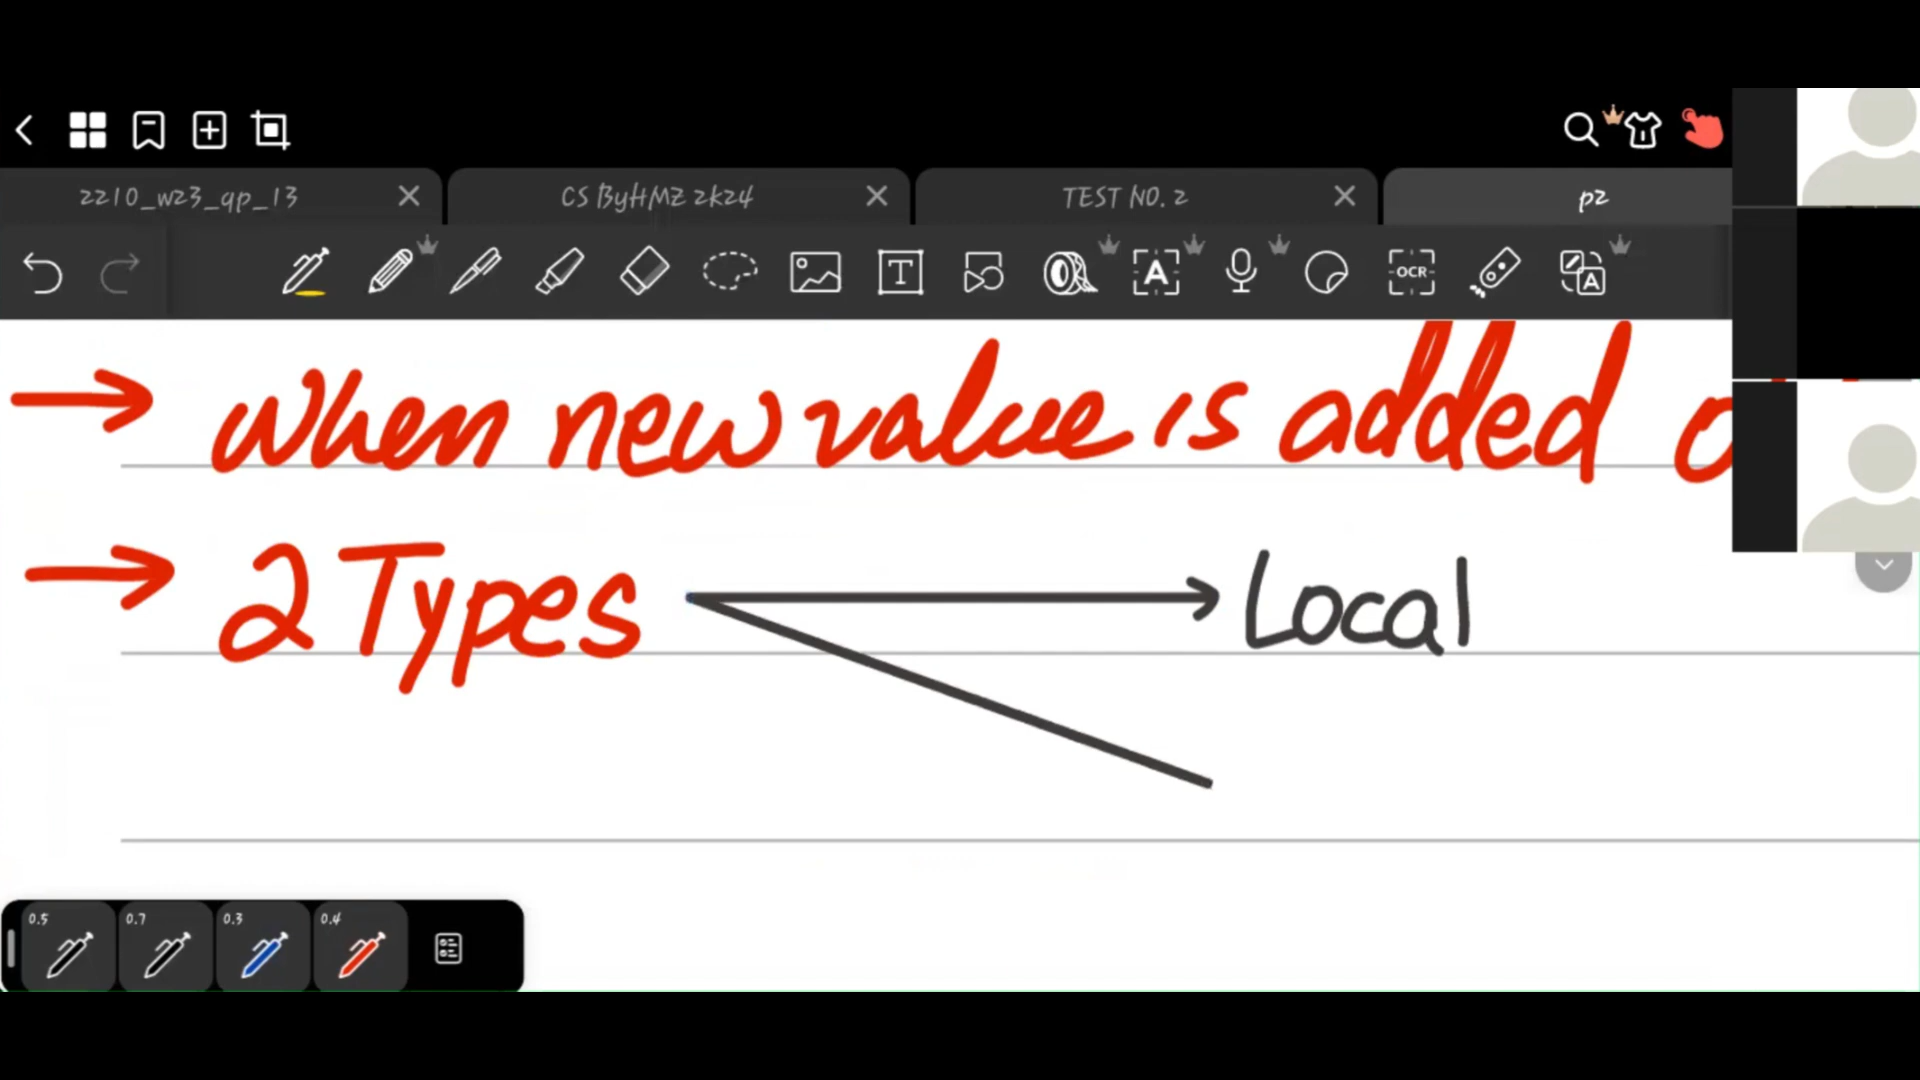 2210_w23_qp_13
CS ByHMZ 2k24
TEST NO. 2
p2
T
A
OCR
A
→ when new value is added
→ 2 Types → Local
0.5
0.7
0.3
0.4